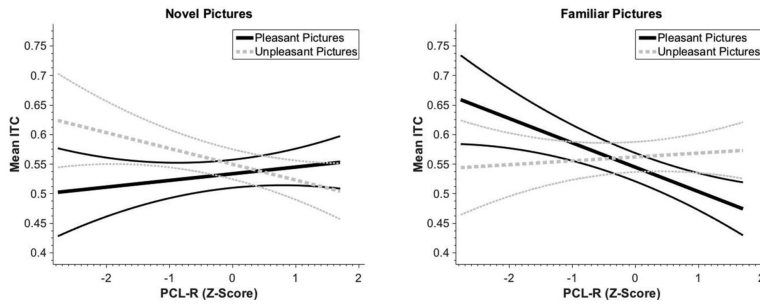 Novel Pictures
Pleasant Pictures
Unpleasant Pictures
0.75
0.7
0.65
0.6
0.55
0.5
0.45
0.4
Mean ITC
-2
-1
0
1
2
PCL-R (Z-Score)
Familiar Pictures
Pleasant Pictures
Unpleasant Pictures
0.75
0.7
0.65
0.6
0.55
0.5
0.45
0.4
Mean ITC
-2
-1
0
1
2
PCL-R (Z-Score)